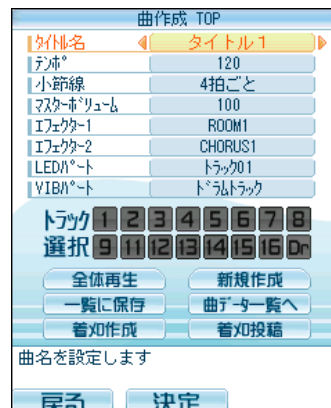 曲作成 TOP
ﾀｲﾄﾙ名 タイトル1
ﾃﾝﾎﾟ 120
小節線 4拍ごと
ﾏｽﾀｰﾎﾞﾘｭｰﾑ 100
ｴﾌｪｸﾀｰ1 ROOM1
ｴﾌｪｸﾀｰ2 CHORUS1
LEDﾊﾟｰﾄ ﾄﾗｯｸ01
VIBﾊﾟｰﾄ ﾄﾞﾗﾑﾄﾗｯｸ
ﾄﾗｯｸ 1 2 3 4 5 6 7 8
選択 9 11 12 13 14 15 16 Dr
全体再生 新規作成
一覧に保存 曲ﾃﾞｰﾀ一覧へ
着ﾒﾛ作成 着ﾒﾛ投稿
曲名を設定します
戻る 決定